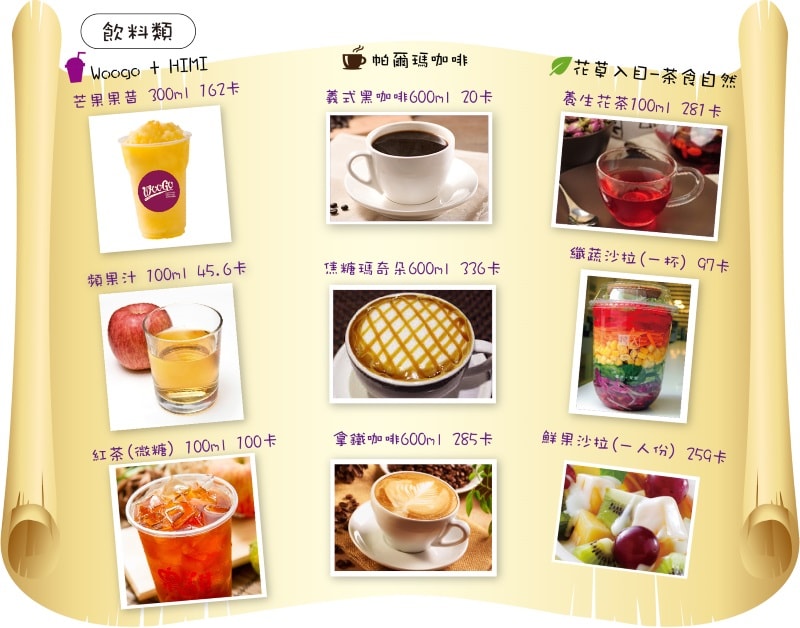 飲料類
Woogo + HIMI
芒果果昔 300ml 162卡
WOOGO
頻果汁 100ml 45.6卡
紅茶(微糖) 100ml 100卡
帕爾瑪咖啡
義式黑咖啡600ml 20卡
焦糖瑪奇朵600ml 336卡
拿鐵咖啡600ml 285卡
花草入目-茶食自然
養生花茶100ml 281卡
纖蔬沙拉(一杯) 97卡
鮮果沙拉(一人份) 259卡